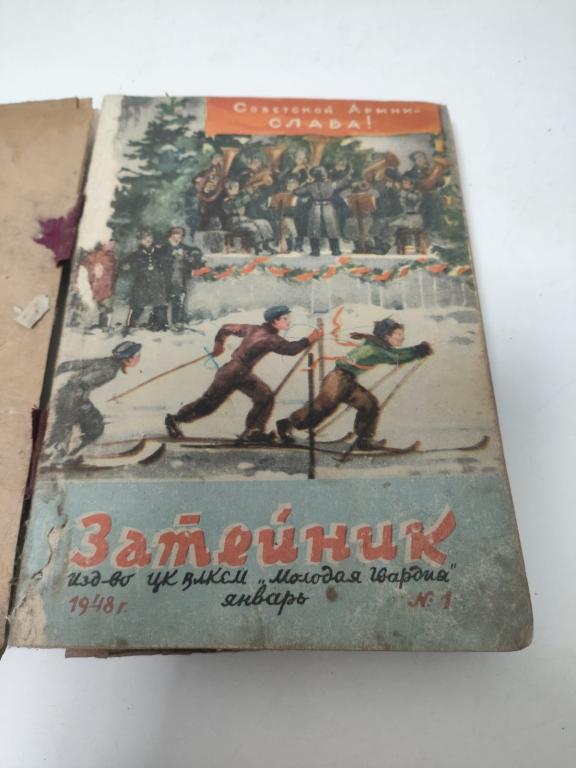 Советской Армии-
СЛАВА!
Затейник
Изд-во ЦК ВЛКСМ „Молодая гвардия"
1948 г. январь № 1